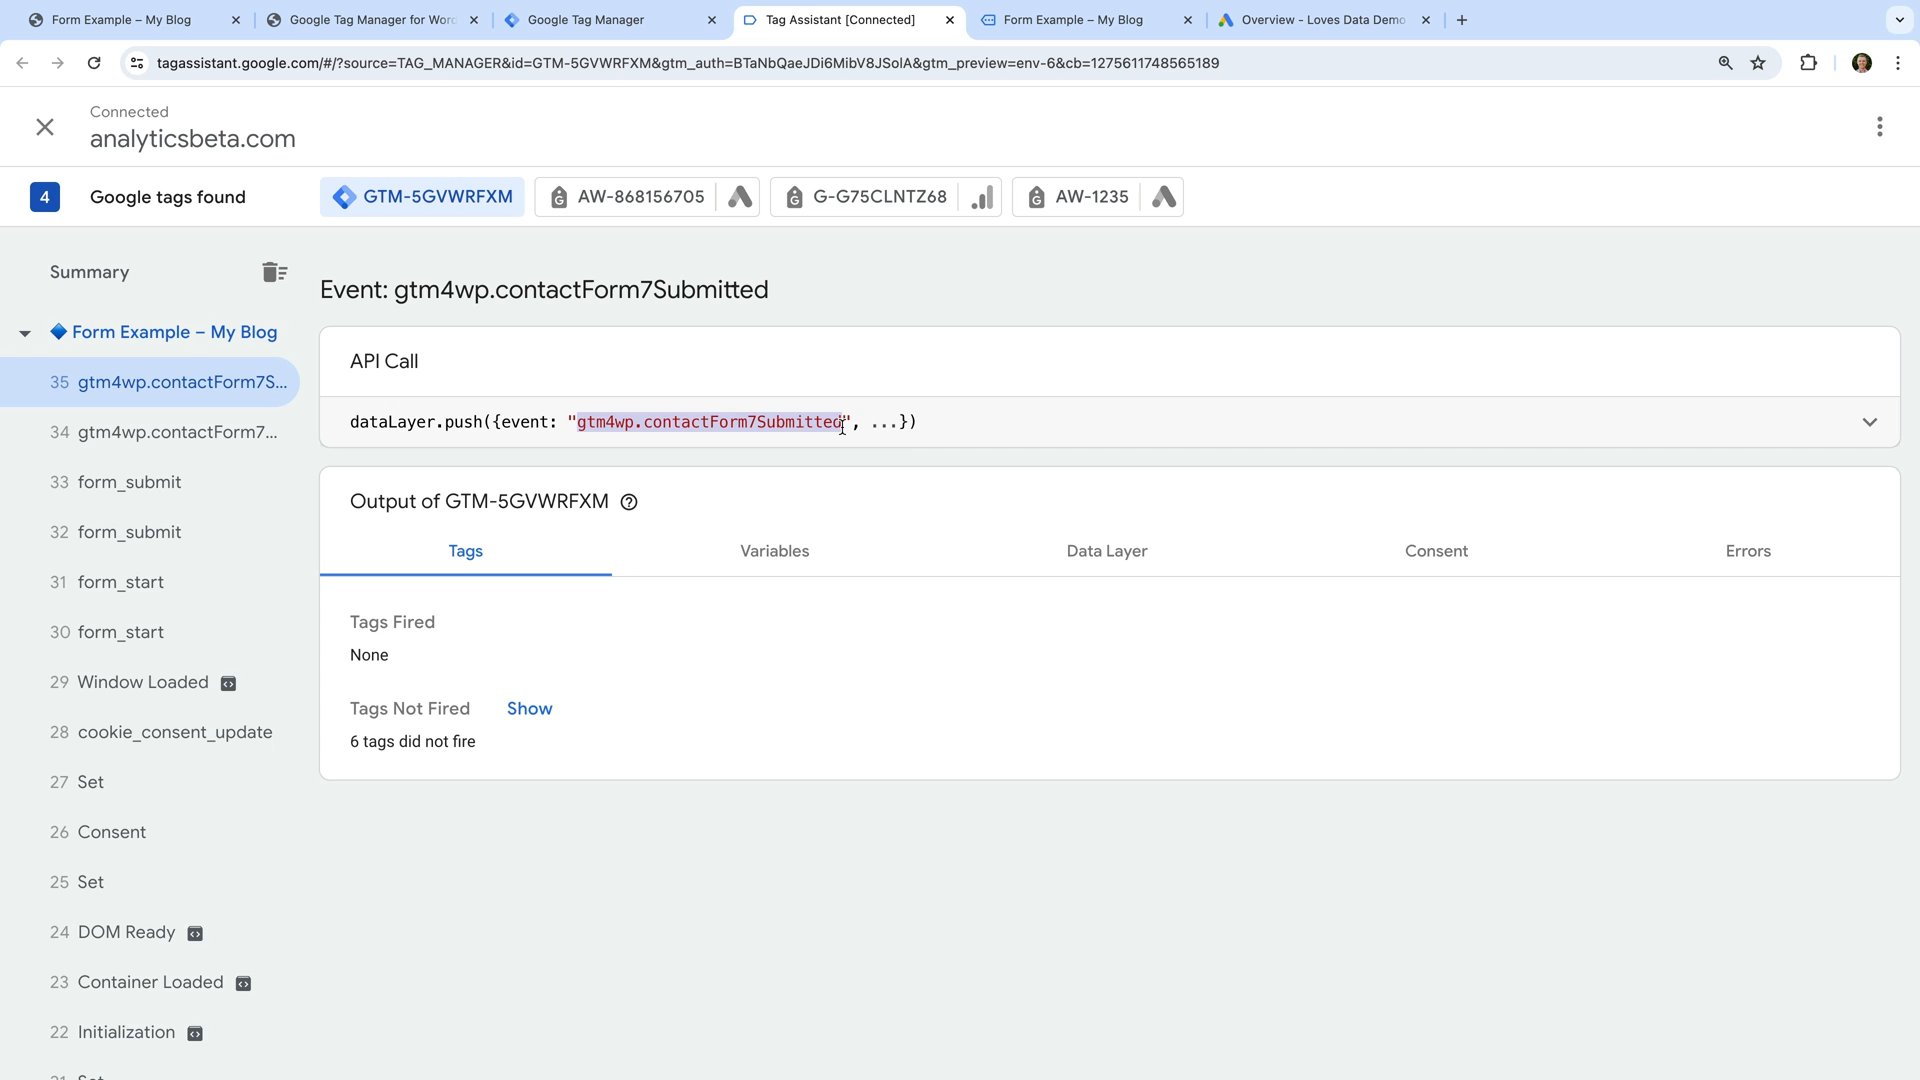 Form Example – My Blog
Google Tag Manager for Word
Google Tag Manager
Tag Assistant [Connected]
Form Example – My Blog
Overview - Loves Data Demo
tagassistant.google.com/#/?source=TAG_MANAGER&id=GTM-5GVWRFXM&gtm_auth=BTaNbQaeJDi6MibV8JSolA&gtm_preview=env-6&cb=1275611748565189
Connected
analyticsbeta.com
4
Google tags found
GTM-5GVWRFXM
AW-868156705
G-G75CLNTZ68
AW-1235
Summary
Form Example – My Blog
35 gtm4wp.contactForm7S...
34 gtm4wp.contactForm7...
33 form_submit
32 form_submit
31 form_start
30 form_start
29 Window Loaded
28 cookie_consent_update
27 Set
26 Consent
25 Set
24 DOM Ready
23 Container Loaded
22 Initialization
Event: gtm4wp.contactForm7Submitted
API Call
dataLayer.push({event: "gtm4wp.contactForm7Submitted", ...})
Output of GTM-5GVWRFXM
Tags
Variables
Data Layer
Consent
Errors
Tags Fired
None
Tags Not Fired
Show
6 tags did not fire